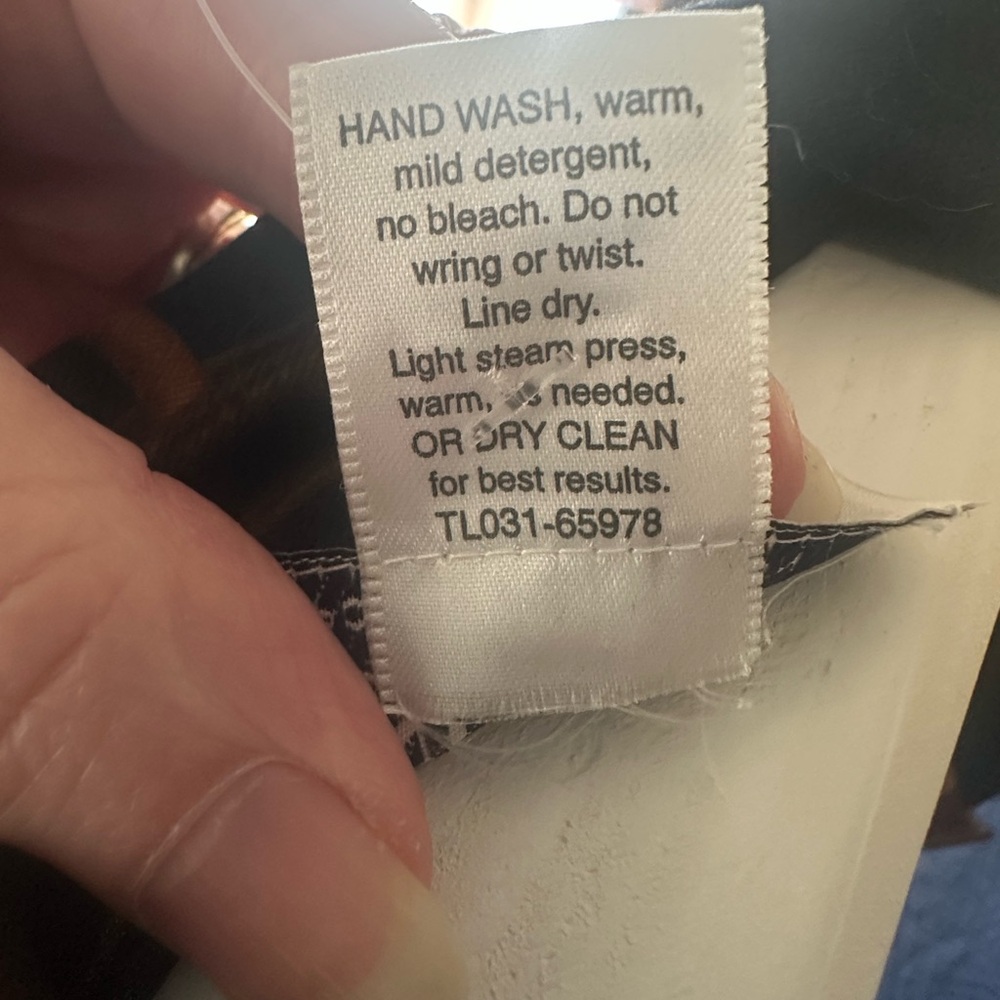 HAND WASH, warm,
mild detergent,
no bleach. Do not
wring or twist.
Line dry.
Light steam press,
warm, as needed.
OR DRY CLEAN
for best results.
TL031-65978